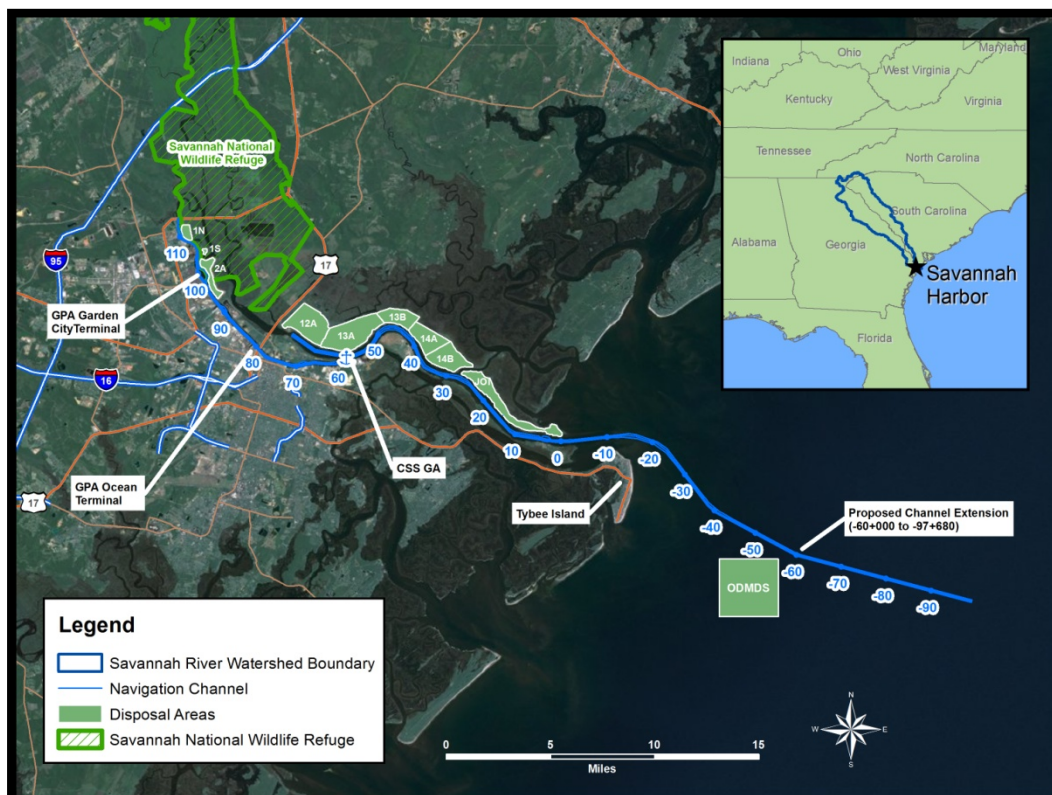 Savannah National
Wildlife Refuge
1N
1S
2A
110
100
90
80
70
60
50
40
30
20
10
0
-10
-20
-30
-40
-50
-60
-70
-80
-90
95
16
17
17
12A
13A
13B
14A
14B
JOI
GPA Garden
CityTerminal
GPA Ocean
Terminal
CSS GA
Tybee Island
Proposed Channel Extension
(-60+000 to -97+680)
ODMDS
Indiana
Ohio
Maryland
West Virginia
Kentucky
Virginia
Tennessee
North Carolina
South Carolina
Alabama
Georgia
Florida
Savannah
Harbor
Legend
Savannah River Watershed Boundary
Navigation Channel
Disposal Areas
Savannah National Wildlife Refuge
0 5 10 15
Miles
N
W E
S